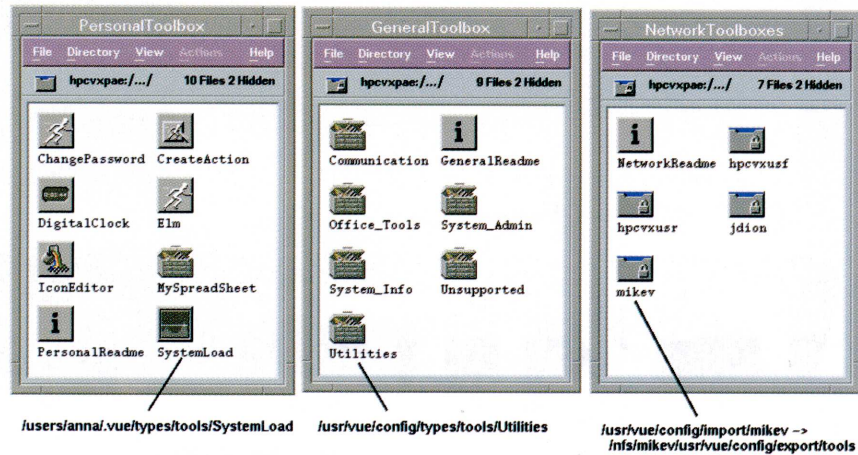 PersonalToolbox
File Directory View Actions Help
hpcvxpae:/.../ 10 Files 2 Hidden
ChangePassword CreateAction
DigitalClock Elm
IconEditor MySpreadSheet
PersonalReadme SystemLoad
/users/anna/.vue/types/tools/SystemLoad
GeneralToolbox
File Directory View Actions Help
hpcvxpae:/.../ 9 Files 2 Hidden
Communication GeneralReadme
Office_Tools System_Admin
System_Info Unsupported
Utilities
/usr/vue/config/types/tools/Utilities
NetworkToolboxes
File Directory View Actions Help
hpcvxpae:/.../ 7 Files 2 Hidden
NetworkReadme hpcvxusf
hpcvxusr jdion
mikev
/usr/vue/config/import/mikev ->
/nfs/mikev/usr/vue/config/export/tools